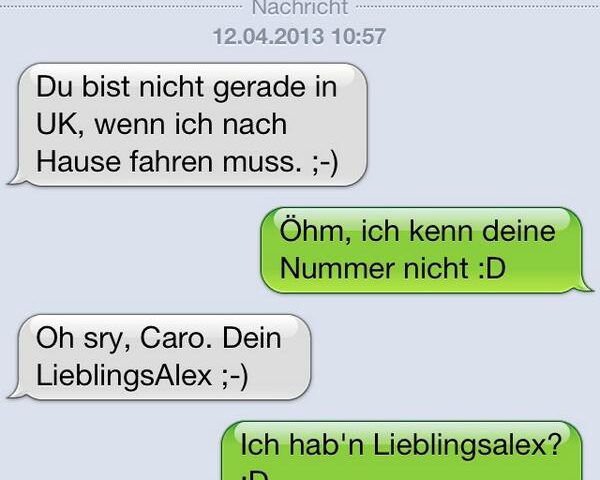 Nachricht
12.04.2013 10:57
Du bist nicht gerade in
UK, wenn ich nach
Hause fahren muss. ;-)
Öhm, ich kenn deine
Nummer nicht :D
Oh sry, Caro. Dein
LieblingsAlex ;-)
Ich hab'n Lieblingsalex?
:D